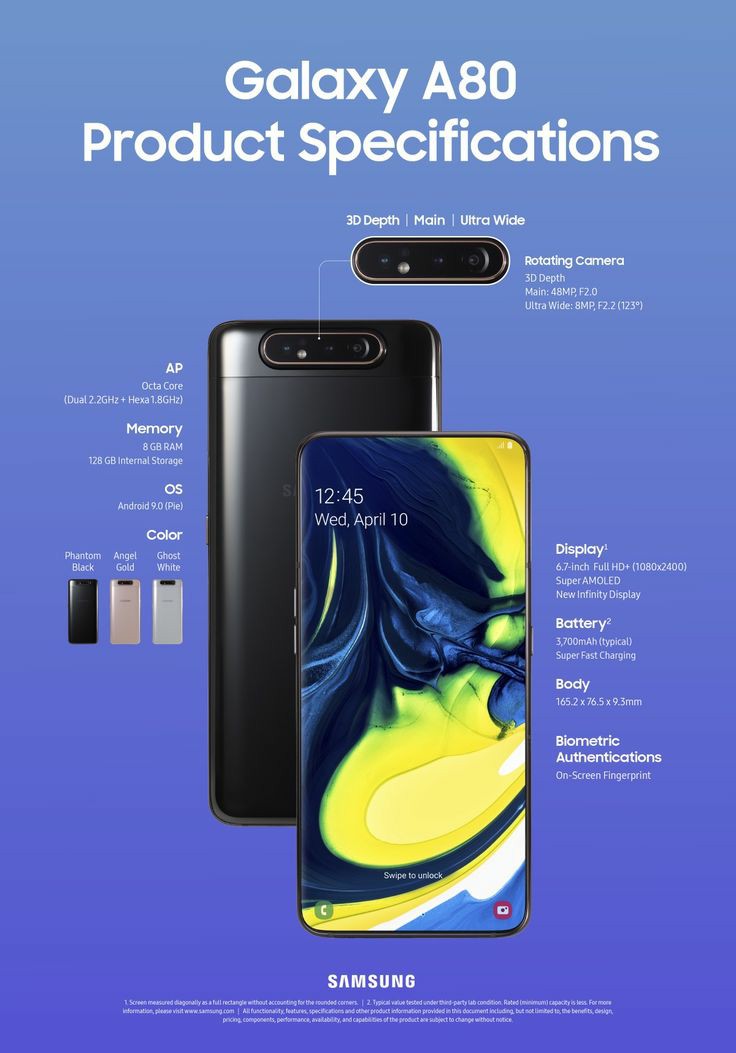 Galaxy A80
Product Specifications
3D Depth | Main | Ultra Wide
Rotating Camera
3D Depth
Main: 48MP, F2.0
Ultra Wide: 8MP, F2.2 (123º)
AP
Octa Core
(Dual 2.2GHz + Hexa 1.8GHz)
Memory
8 GB RAM
128 GB Internal Storage
OS
Android 9.0 (Pie)
Color
Phantom Black
Angel Gold
Ghost White
12:45
Wed, April 10
Swipe to unlock
Display¹
6.7-inch Full HD+ (1080x2400)
Super AMOLED
New Infinity Display
Battery²
3,700mAh (typical)
Super Fast Charging
Body
165.2 x 76.5 x 9.3mm
Biometric
Authentications
On-Screen Fingerprint
SAMSUNG
1. Screen measured diagonally as a full rectangle without accounting for the rounded corners. | 2. Typical value tested under third-party lab condition. Rated (minimum) capacity is less. For more
information, please visit www.samsung.com | All functionality, features, specifications and other product information provided in this document including, but not limited to, the benefits, design,
pricing, components, performance, availability, and capabilities of the product are subject to change without notice.